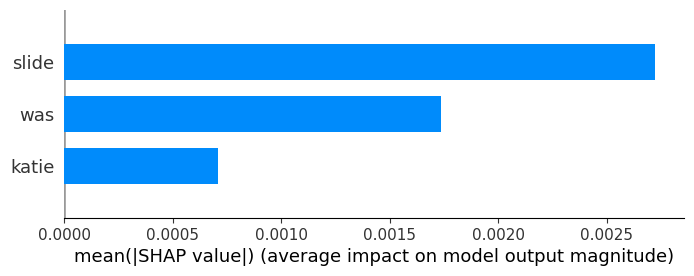 slide
was
katie
0.0000 0.0005 0.0010 0.0015 0.0020 0.0025
mean(|SHAP value|) (average impact on model output magnitude)